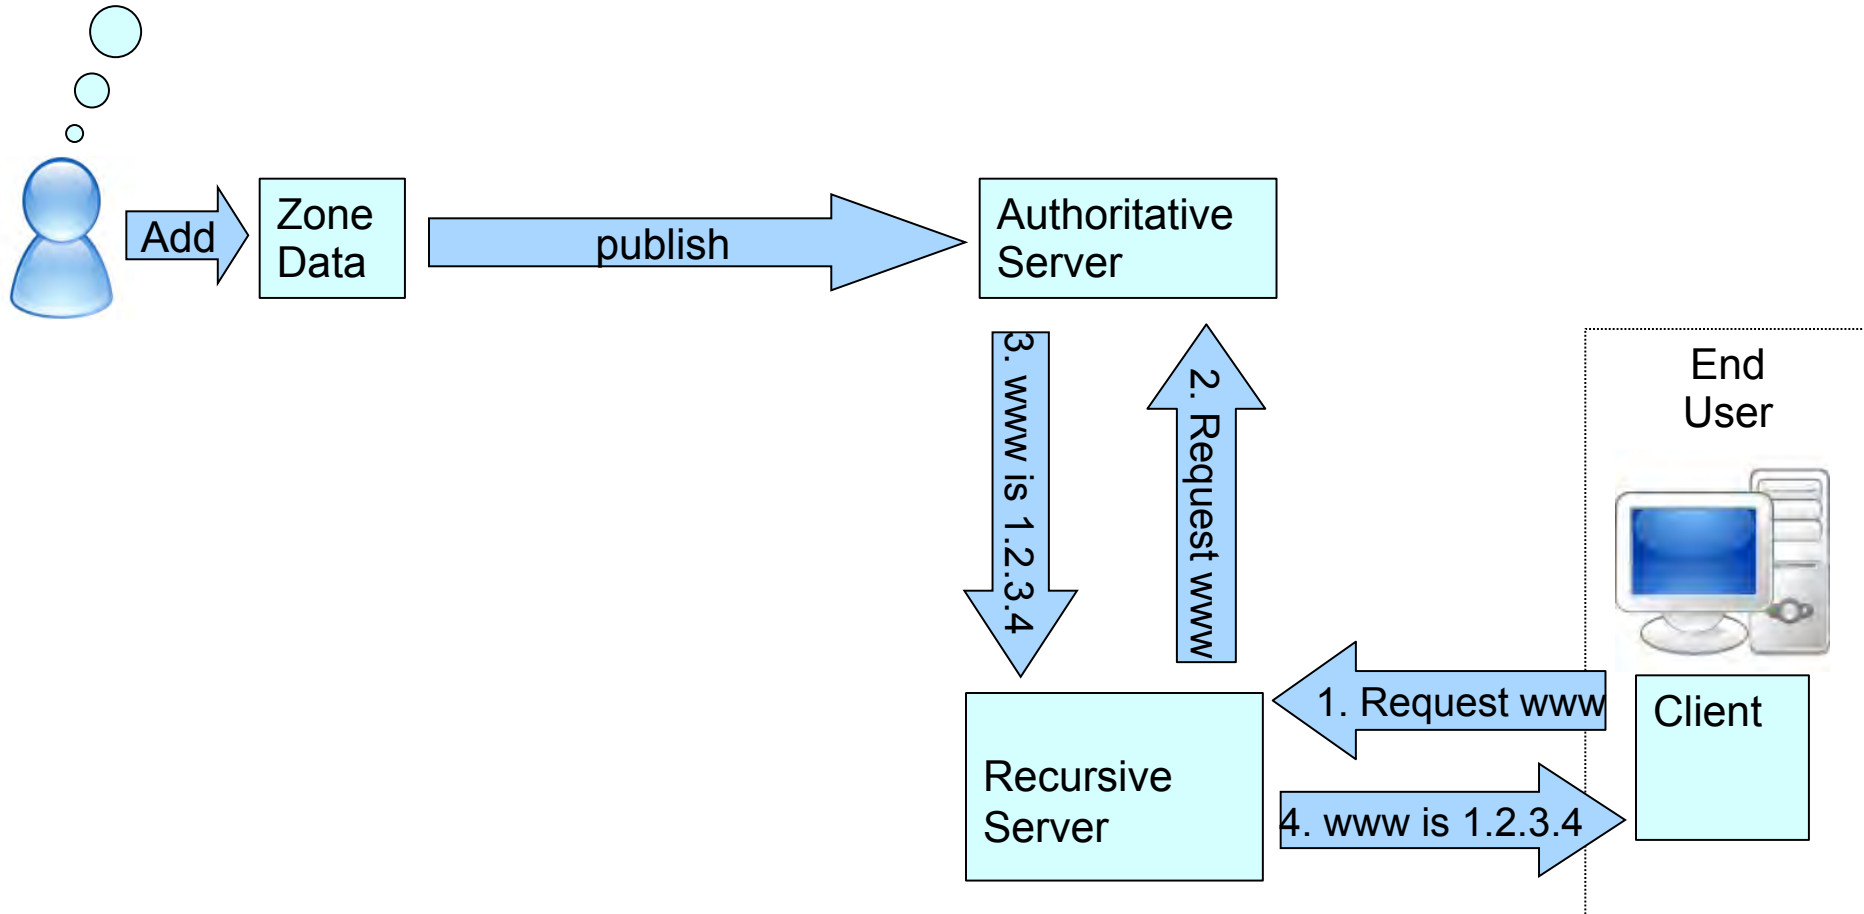 Add
Zone
Data
publish
Authoritative
Server
3. www is 1.2.3.4
2. Request www
End
User
1. Request www
Client
Recursive
Server
4. www is 1.2.3.4